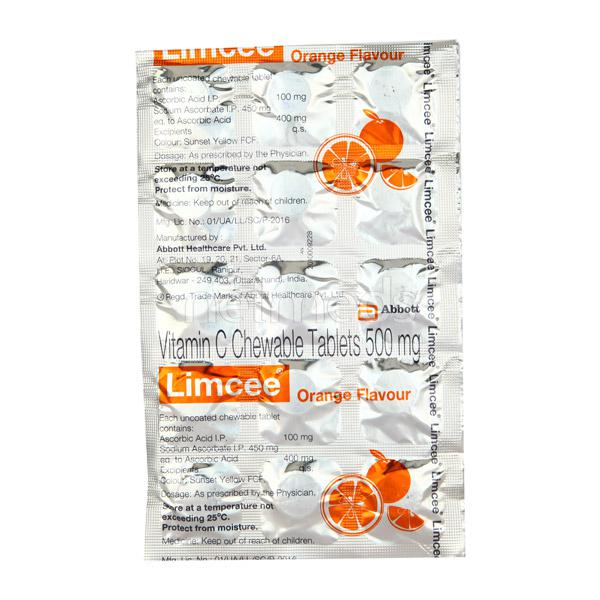 Limcee Orange Flavour
Each uncoated chewable tablet
contains:
Ascorbic Acid I.P. 100 mg
Sodium Ascorbate I.P. 450 mg
eq. to Ascorbic Acid 400 mg
Excipients q.s.
Colour: Sunset Yellow FCF.
Dosage: As prescribed by the Physician.
Store at a temperature not
exceeding 25°C.
Protect from moisture.
Medicine: Keep out of reach of children.
Mfg. Lic. No.: 01/UA/LL/SC/P-2016
Manufactured by :
Abbott Healthcare Pvt. Ltd.
At: Plot No. 19, 20, 21, Sector-6A,
Ranipur,
Haridwar - 249 403, (Uttarakhand), India.
®Regd. Trade Mark of Abbott Healthcare Pvt. Ltd.
netmeds
Abbott
Vitamin C Chewable Tablets 500 mg
Limcee® Orange Flavour
Each uncoated chewable tablet
contains:
Ascorbic Acid I.P. 100 mg
Sodium Ascorbate I.P. 450 mg
eq. to Ascorbic Acid 400 mg
Excipients q.s.
Colour: Sunset Yellow FCF.
Dosage: As prescribed by the Physician.
Store at a temperature not
exceeding 25°C.
Protect from moisture.
Medicine: Keep out of reach of children.
Mfg. Lic. No.: 01/UA/LL/SC/P-2016
Limcee Limcee Limcee Limcee Limcee Limcee Limcee Limcee Limcee